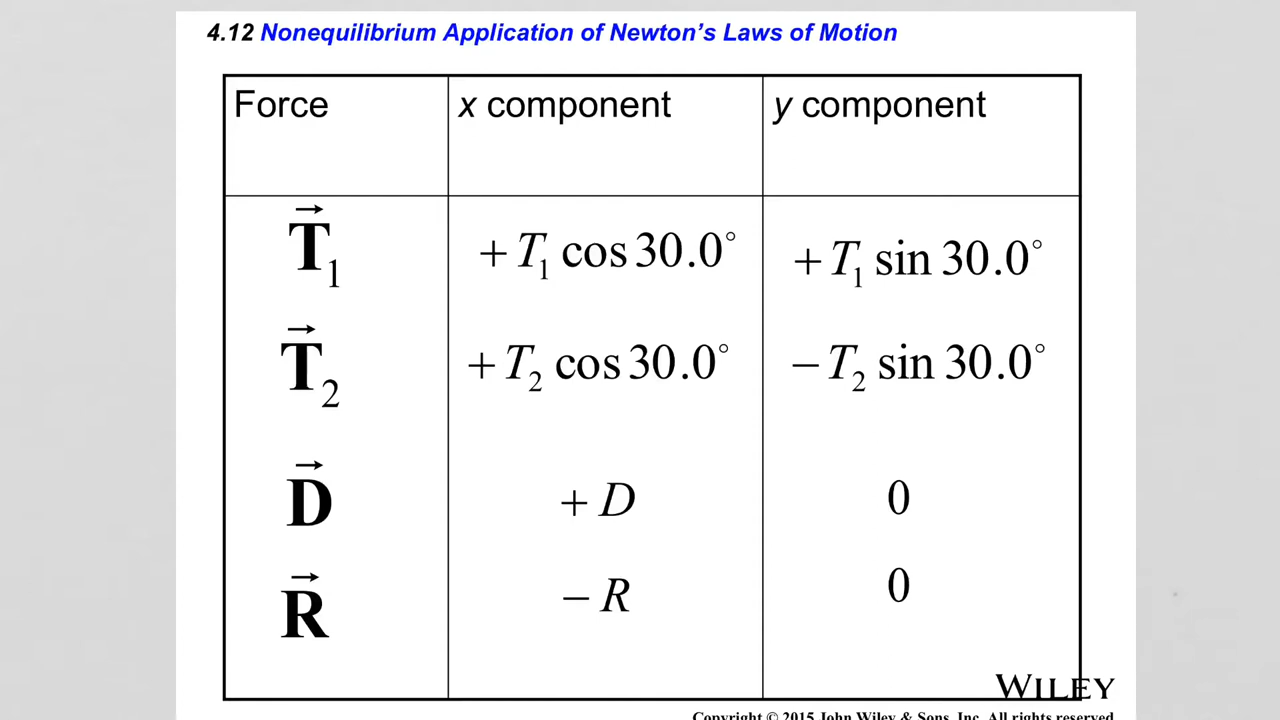 4.12 Nonequilibrium Application of Newton's Laws of Motion
Force x component y component
T⃗₁ +T₁ cos 30.0° +T₁ sin 30.0°
T⃗₂ +T₂ cos 30.0° −T₂ sin 30.0°
D⃗ +D 0
R⃗ −R 0
WILEY
Copyright © 2015 John Wiley & Sons, Inc. All rights reserved.